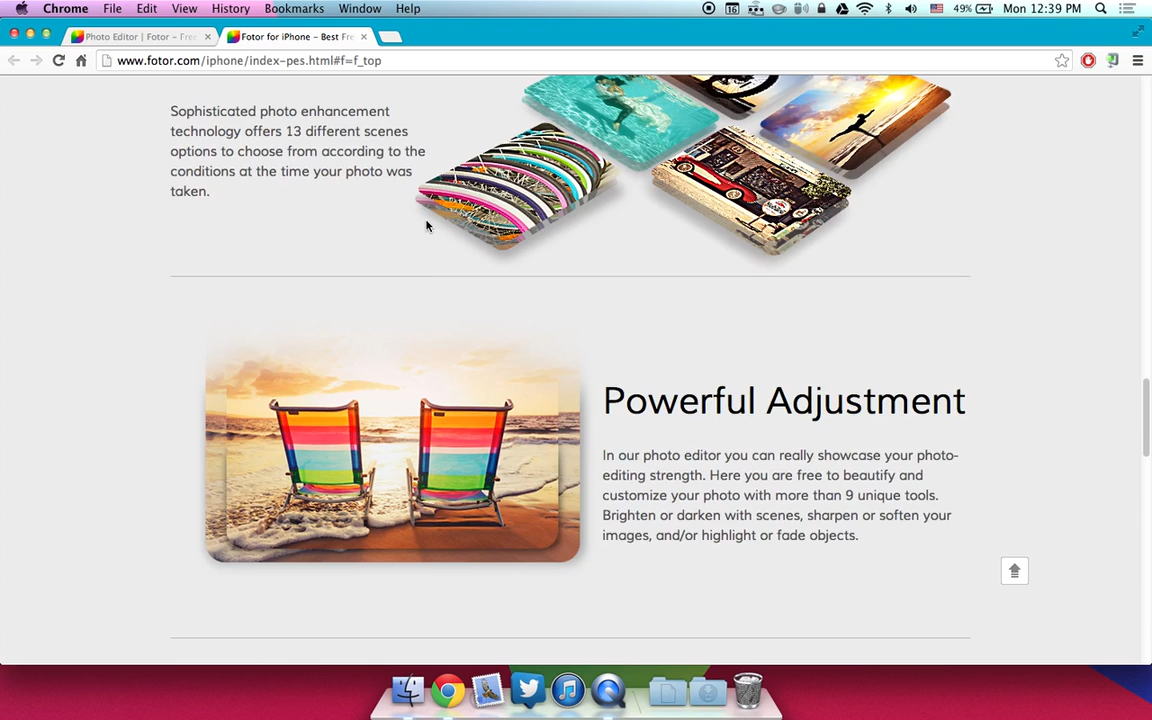 Chrome File Edit View History Bookmarks Window Help
16
49% Mon 12:39 PM
Photo Editor | Fotor – Free
Fotor for iPhone – Best Fre
www.fotor.com/iphone/index-pes.html#f=f_top
Sophisticated photo enhancement
technology offers 13 different scenes
options to choose from according to the
conditions at the time your photo was
taken.
Powerful Adjustment
In our photo editor you can really showcase your photo-
editing strength. Here you are free to beautify and
customize your photo with more than 9 unique tools.
Brighten or darken with scenes, sharpen or soften your
images, and/or highlight or fade objects.